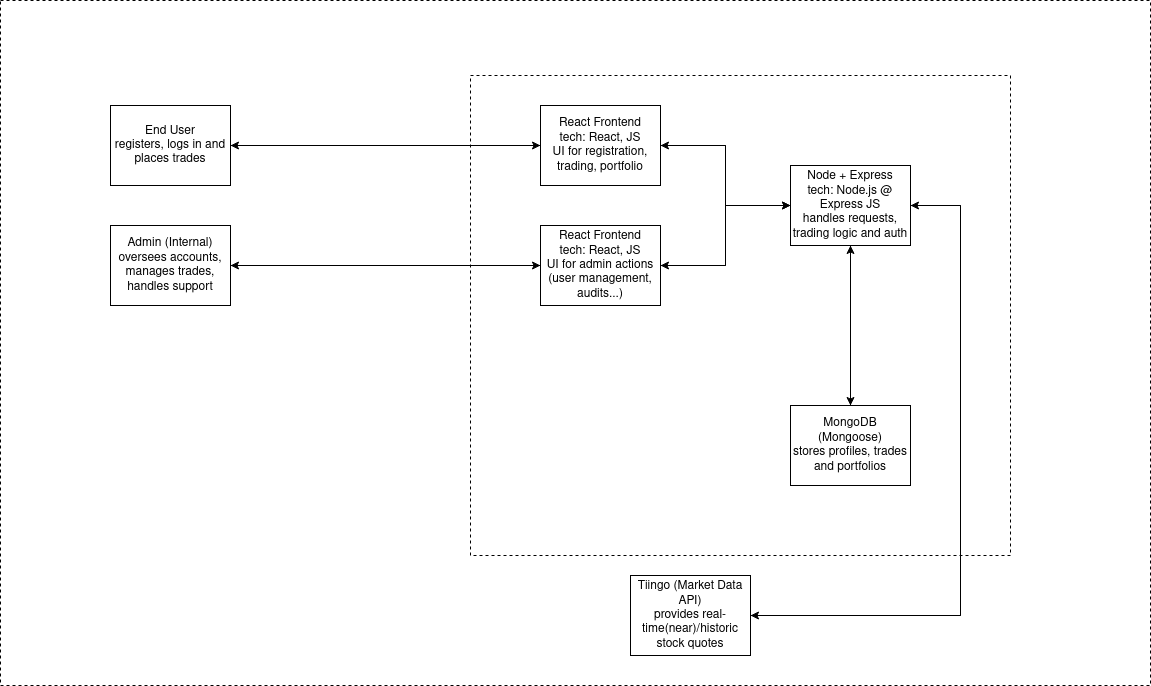 End User
registers, logs in and
places trades
React Frontend
tech: React, JS
UI for registration,
trading, portfolio
Node + Express
tech: Node.js @
Express JS
handles requests,
trading logic and auth
Admin (Internal)
oversees accounts,
manages trades,
handles support
React Frontend
tech: React, JS
UI for admin actions
(user management,
audits...)
MongoDB
(Mongoose)
stores profiles, trades
and portfolios
Tiingo (Market Data
API)
provides real-
time(near)/historic
stock quotes